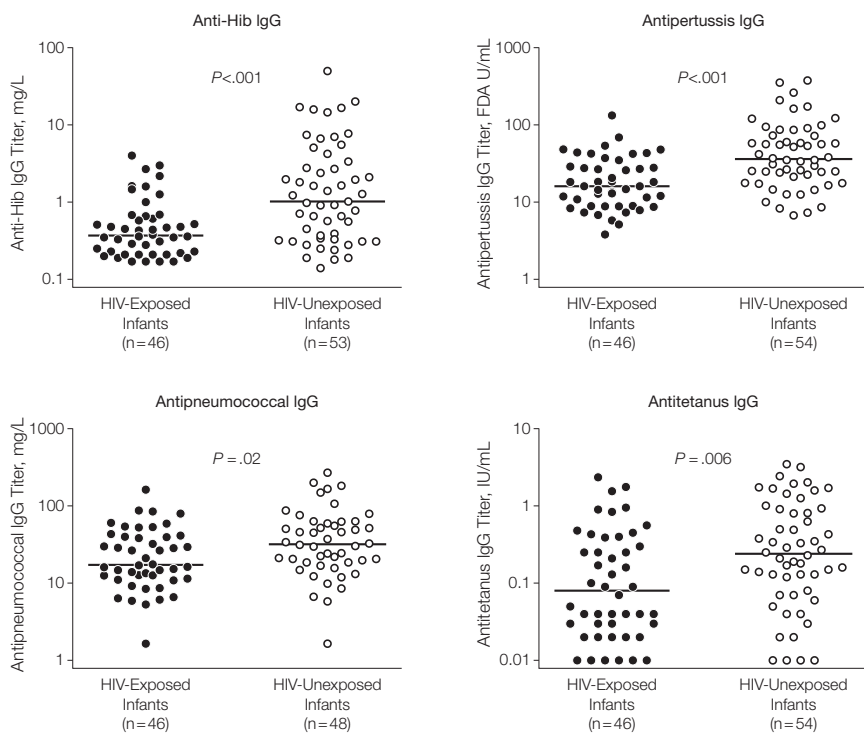 Anti-Hib IgG
Anti-Hib IgG Titer, mg/L
100
10
1
0.1
P<.001
HIV-Exposed
Infants
(n=46)
HIV-Unexposed
Infants
(n=53)
Antipertussis IgG
Antipertussis IgG Titer, FDA U/mL
1000
100
10
1
P<.001
HIV-Exposed
Infants
(n=46)
HIV-Unexposed
Infants
(n=54)
Antipneumococcal IgG
Antipneumococcal IgG Titer, mg/L
1000
100
10
1
P=.02
HIV-Exposed
Infants
(n=46)
HIV-Unexposed
Infants
(n=48)
Antitetanus IgG
Antitetanus IgG Titer, IU/mL
10
1
0.1
0.01
P=.006
HIV-Exposed
Infants
(n=46)
HIV-Unexposed
Infants
(n=54)